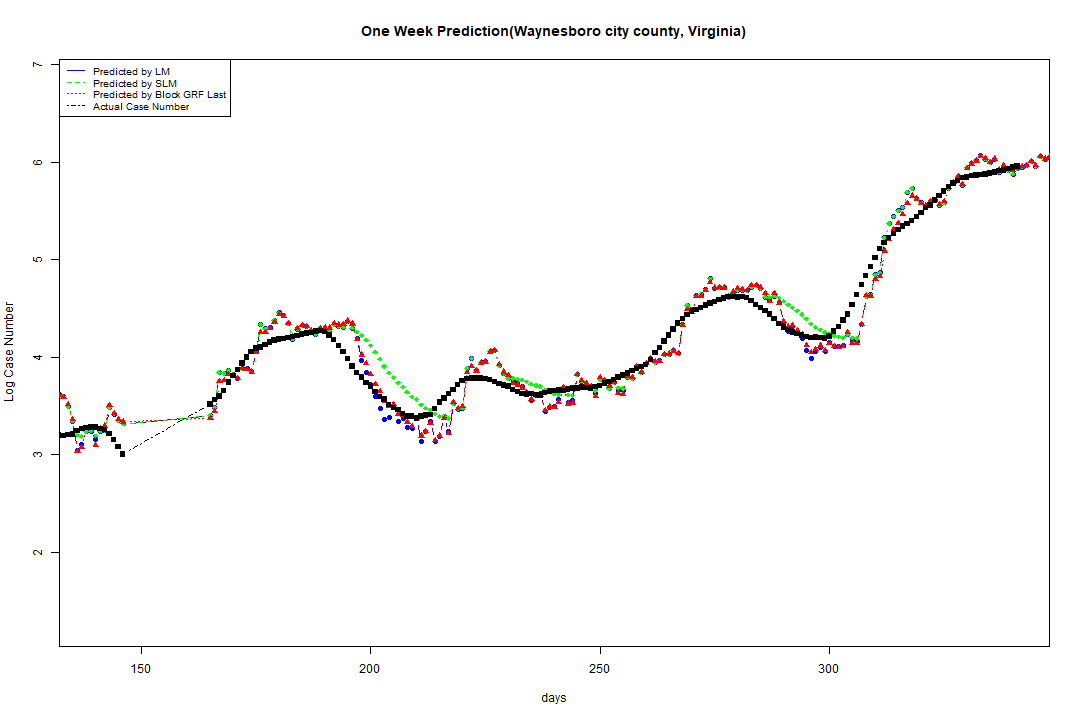 One Week Prediction(Waynesboro city county, Virginia)
Predicted by LM
Predicted by SLM
Predicted by Block GRF Last
Actual Case Number
7
6
5
4
3
2
Log Case Number
150 200 250 300
days